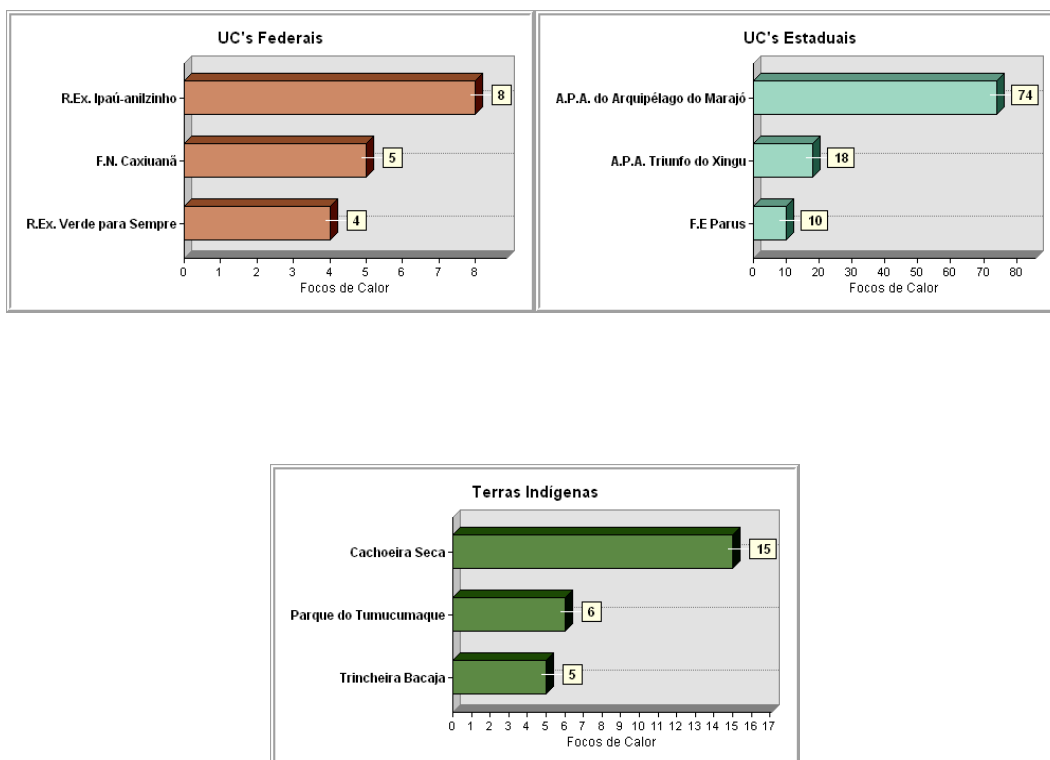 UC's Federais
R.Ex. Ipaú-anilzinho
8
F.N. Caxiuanã
5
R.Ex. Verde para Sempre
4
0 1 2 3 4 5 6 7 8
Focos de Calor
UC's Estaduais
A.P.A. do Arquipélago do Marajó
74
A.P.A. Triunfo do Xingu
18
F.E Parus
10
0 10 20 30 40 50 60 70 80
Focos de Calor
Terras Indígenas
Cachoeira Seca
15
Parque do Tumucumaque
6
Trincheira Bacaja
5
0 1 2 3 4 5 6 7 8 9 10 11 12 13 14 15 16 17
Focos de Calor